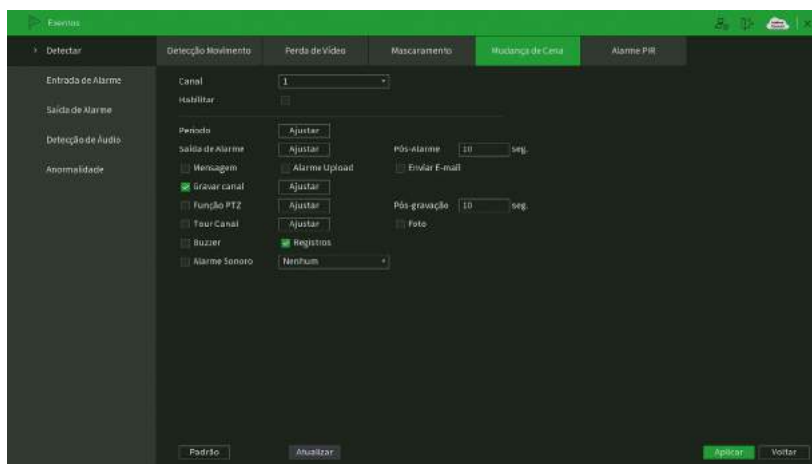 Eventos
Detectar
Detecção Movimento Perda de Vídeo Mascaramento Mudança de Cena Alarme PIR
Entrada de Alarme
Saída de Alarme
Detecção de Áudio
Anormalidade
Canal 1
Habilitar
Período Ajustar
Saída de Alarme Ajustar Pós-Alarme 10 seg.
Mensagem Alarme Upload Enviar E-mail
Gravar canal Ajustar
Função PTZ Ajustar Pós-gravação 10 seg.
Tour Canal Ajustar Foto
Buzzer Registros
Alarme Sonoro Nenhum
Padrão Atualizar Aplicar Voltar